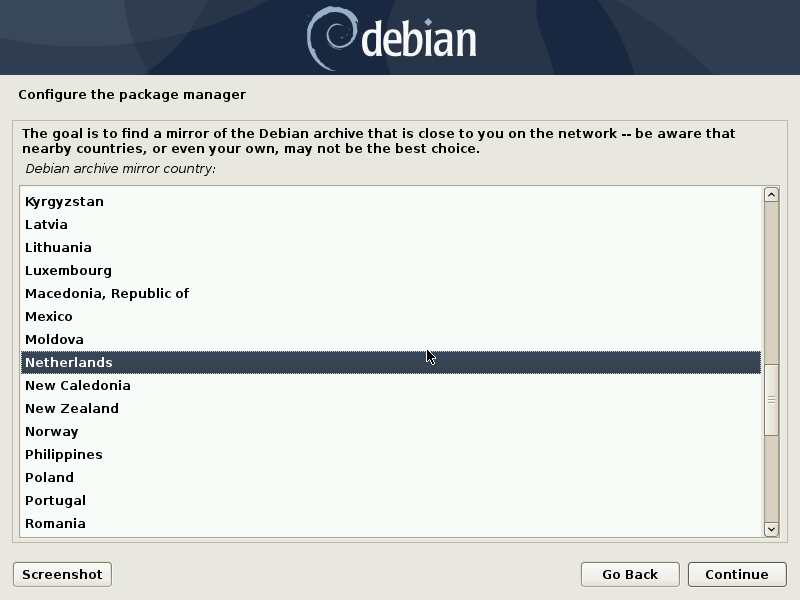 debian
Configure the package manager
The goal is to find a mirror of the Debian archive that is close to you on the network -- be aware that
nearby countries, or even your own, may not be the best choice.
Debian archive mirror country:
Kyrgyzstan
Latvia
Lithuania
Luxembourg
Macedonia, Republic of
Mexico
Moldova
Netherlands
New Caledonia
New Zealand
Norway
Philippines
Poland
Portugal
Romania
Screenshot
Go Back
Continue